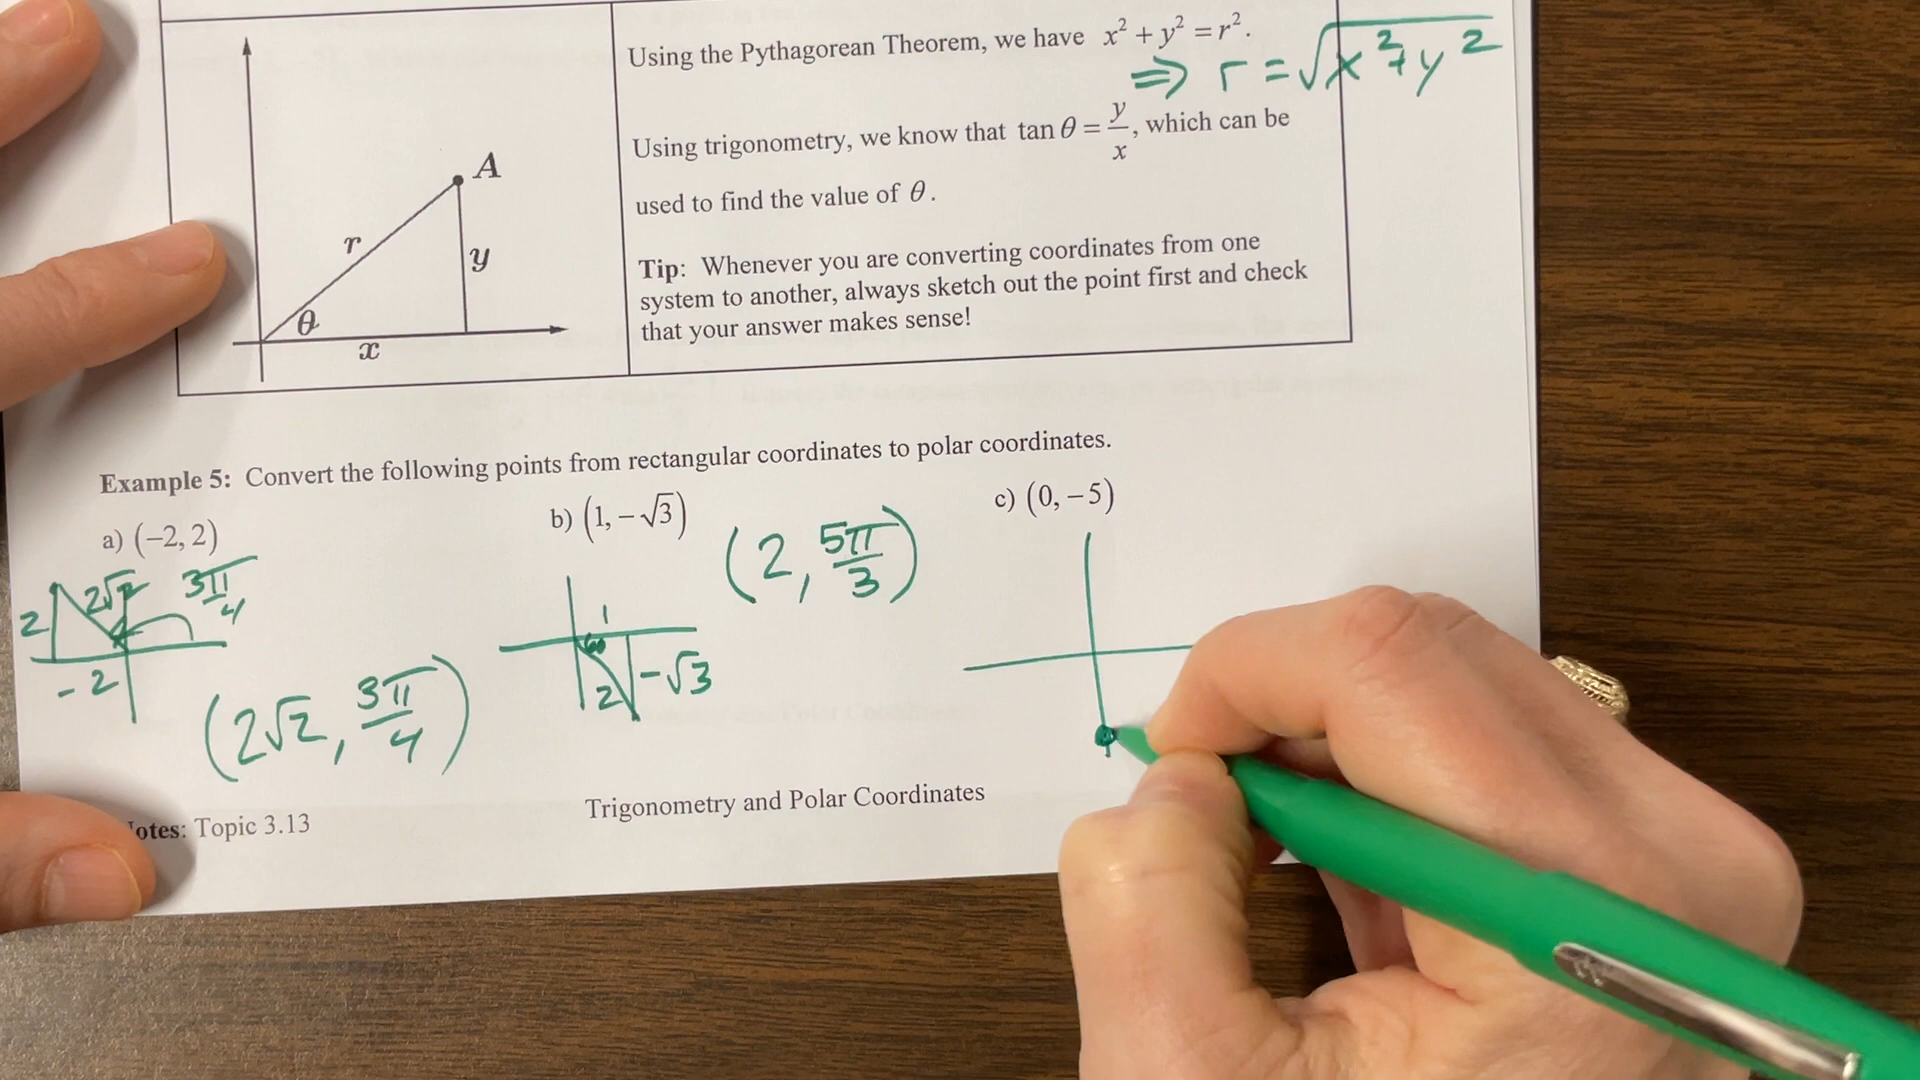 Using the Pythagorean Theorem, we have x² + y² = r².
⇒ r = √x² + y²
Using trigonometry, we know that tan θ = y/x, which can be
used to find the value of θ.
Tip: Whenever you are converting coordinates from one
system to another, always sketch out the point first and check
that your answer makes sense!
A
r
y
θ
x
Example 5: Convert the following points from rectangular coordinates to polar coordinates.
a) (−2, 2)
b) (1, −√3)
c) (0, −5)
2
2√2
3π/4
-2
(2√2, 3π/4)
(2, 5π/3)
1
60
2
-√3
otes: Topic 3.13
Trigonometry and Polar Coordinates